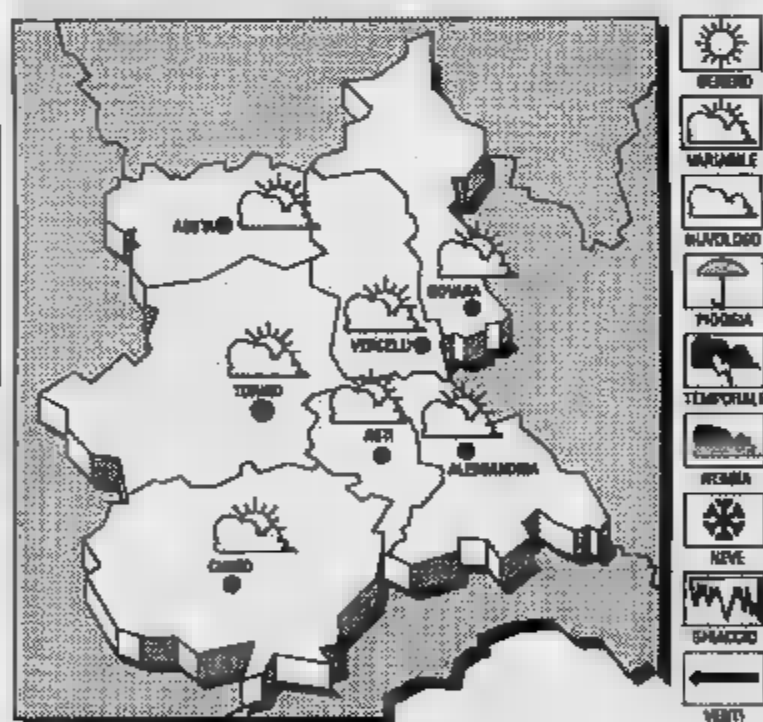 AOSTA
NOVARA
VERCELLI
TORINO
ASTI
ALESSANDRIA
CUNEO
SERENO
VARIABILE
NUVOLOSO
PIOGGIA
TEMPORALE
NEBBIA
NEVE
GHIACCIO
VENTI